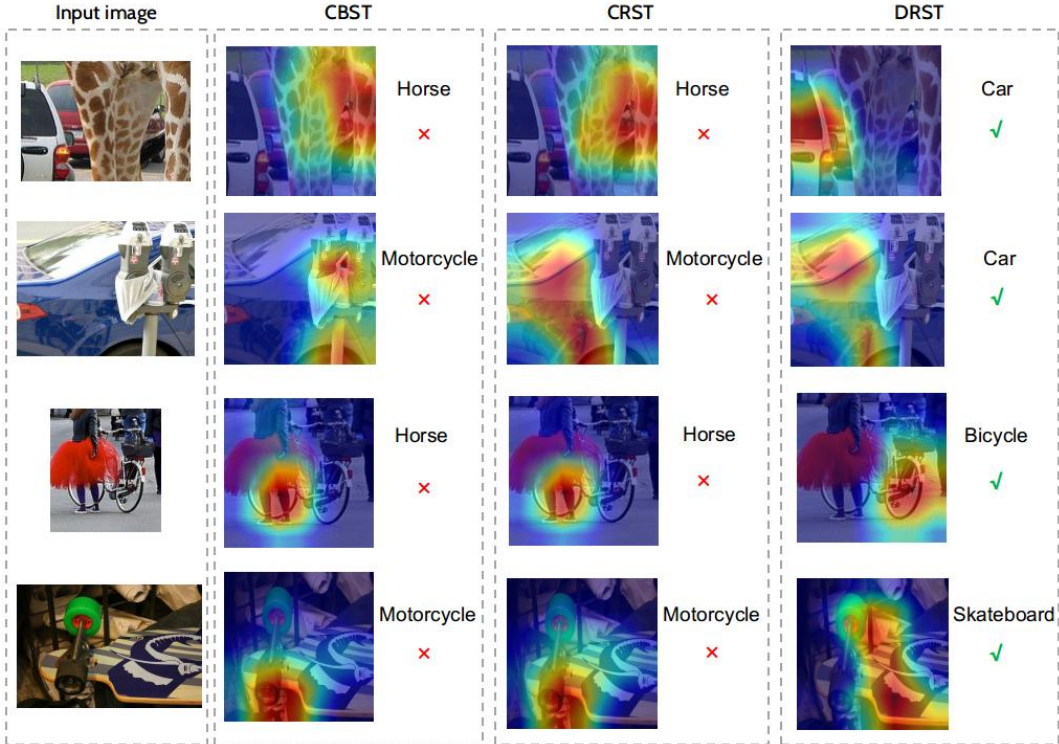 Input image CBST CRST DRST
Horse Horse Car
× × √
Motorcycle Motorcycle Car
× × √
Horse Horse Bicycle
× × √
Motorcycle Motorcycle Skateboard
× × √